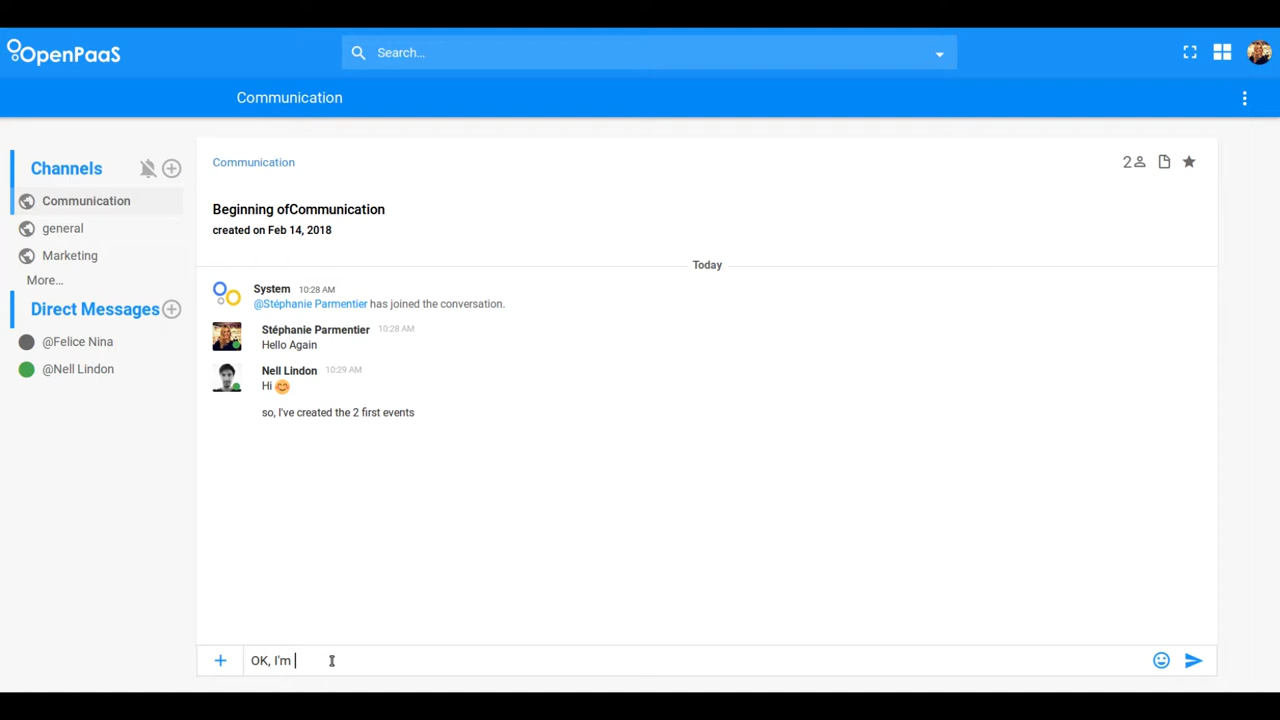 OpenPaaS
Search...
Communication
Channels
Communication
general
Marketing
More...
Direct Messages
@Felice Nina
@Nell Lindon
Communication
2
Beginning ofCommunication
created on Feb 14, 2018
Today
System 10:28 AM
@Stéphanie Parmentier has joined the conversation.
Stéphanie Parmentier 10:28 AM
Hello Again
Nell Lindon 10:29 AM
Hi 😊
so, I've created the 2 first events
OK, I'm